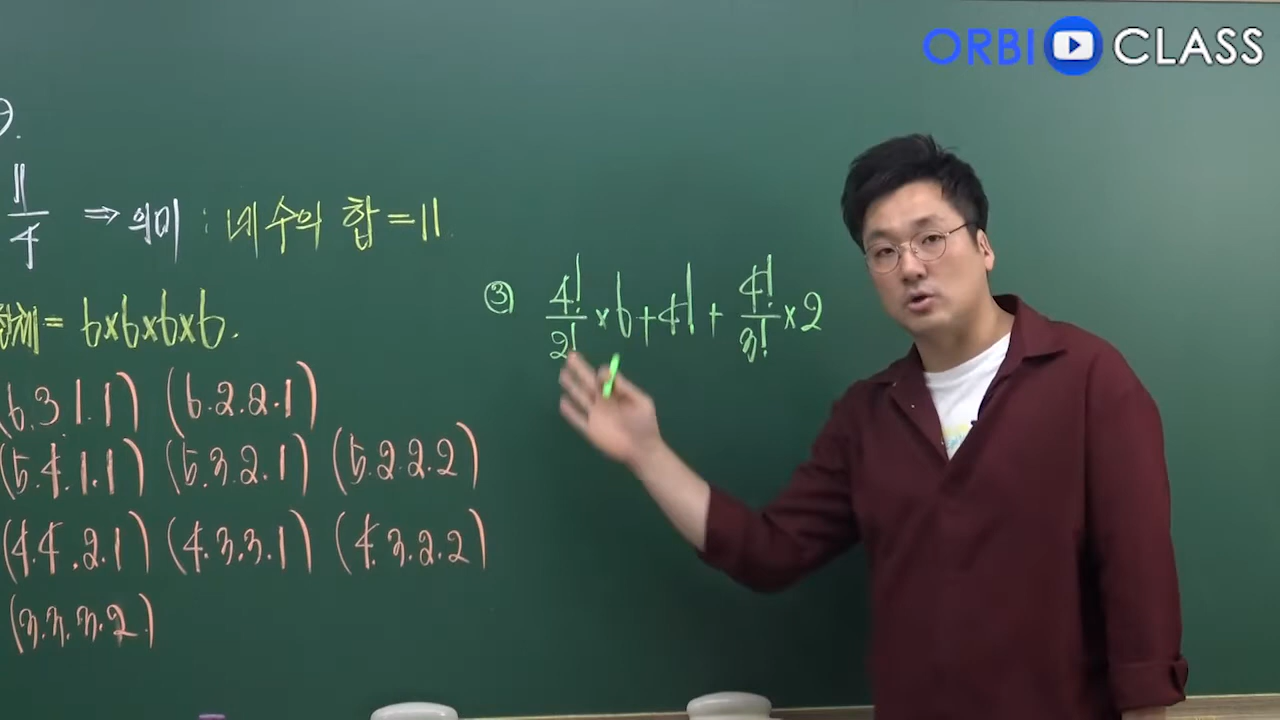 ORBI CLASS
11/4 ⇒ 의미 : 네 수의 합 = 11
전체 = 6×6×6×6.
③ 4!/2! ×6+4!+ 4!/3! ×2
(6.3.1.1) (6.2.2.1)
(5.4.1.1) (5.3.2.1) (5.2.2.2)
(4.4.2.1) (4.3.3.1) (4.3.2.2)
(3.3.3.2)